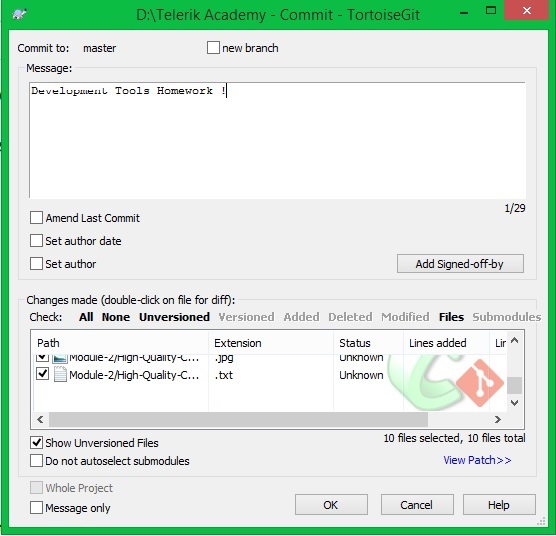 D:\Telerik Academy - Commit - TortoiseGit
Commit to: master new branch
Message:
Development Tools Homework !
1/29
Amend Last Commit
Set author date
Set author Add Signed-off-by
Changes made (double-click on file for diff):
Check: All None Unversioned Versioned Added Deleted Modified Files Submodules
Path Extension Status Lines added Lir
Module-2/High-Quality-C... .jpg Unknown
Module-2/High-Quality-C... .txt Unknown
Show Unversioned Files 10 files selected, 10 files total
Do not autoselect submodules View Patch>>
Whole Project
Message only OK Cancel Help